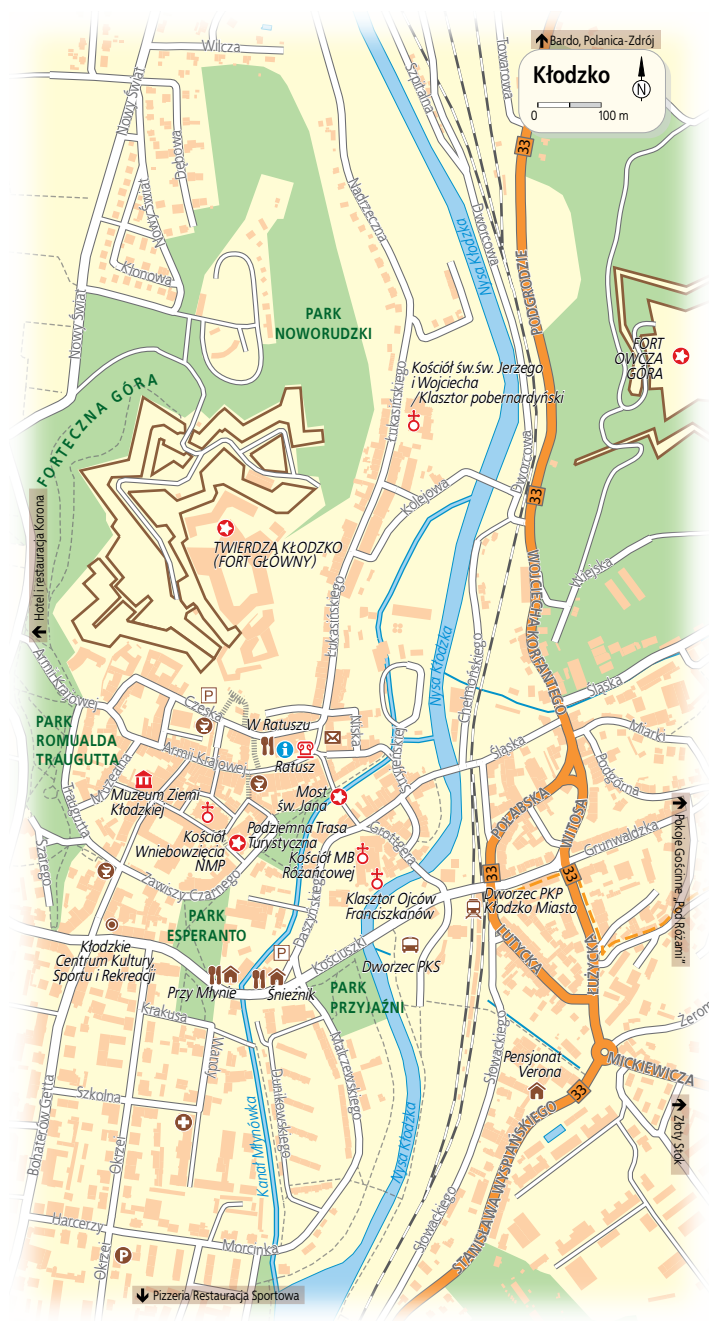 Bardo, Polanica-Zdrój
Kłodzko
N
0 100 m
Wilcza
Nowy Świat
Dębowa
Nowy Świat
Klonowa
Nowy Świat
Szpitalna
Towarowa
33
Nadrzeczna
Dworcowa
Nysa Kłodzka
PODGRODZIE
PARK
NOWORUDZKI
FORT
OWCZA
GÓRA
Kościół św.św. Jerzego
i Wojciecha
/Klasztor pobernardyński
FORTECZNA GÓRA
Łukasińskiego
Dworcowa
Kolejowa
33
Hotel i restauracja Korona
TWIERDZA KŁODZKO
(FORT GŁÓWNY)
WOJCIECHA KORFANTEGO
Wiejska
Łukasińskiego
Nysa Kłodzka
Chełmońskiego
Armii Krajowej
Śląska
P
Czeska
W Ratuszu
Niska
PARK
ROMUALDA
TRAUGUTTA
Armii Krajowej
i
Ratusz
Śląska
Miarki
Podgórna
Muzealna
Muzeum Ziemi
Kłodzkiej
Most
św. Jana
Traugutta
POŁABSKA
WITOSA
Kościół
Wniebowzięcia
NMP
Podziemna Trasa
Turystyczna
Grottgera
Grunwaldzka
Kościół MB
Różańcowej
Zawiszy Czarnego
33
33
Klasztor Ojców
Franciszkanów
Dworzec PKP
Kłodzko Miasto
Pokoje Gościnne „Pod Różami”
PARK
ESPERANTO
Daszyńskiego
Kłodzkie
Centrum Kultury,
Sportu i Rekreacji
P
Kościuszki
Dworzec PKS
ŁUŻYCKA
Przy Młynie
Śnieżnik
PARK
PRZYJAŹNI
Krakusa
Wandy
Malczewskiego
Słowackiego
Pensjonat
Verona
MICKIEWICZA
Dunikowskiego
Szkolna
33
Złoty Stok
Bohaterów Getta
Okrzei
Kanał Młynówka
Nysa Kłodzka
STANISŁAWA WYSPIAŃSKIEGO
Słowackiego
Harcerzy
Morcinka
Okrzei
P
Pizzeria Restauracja Sportowa